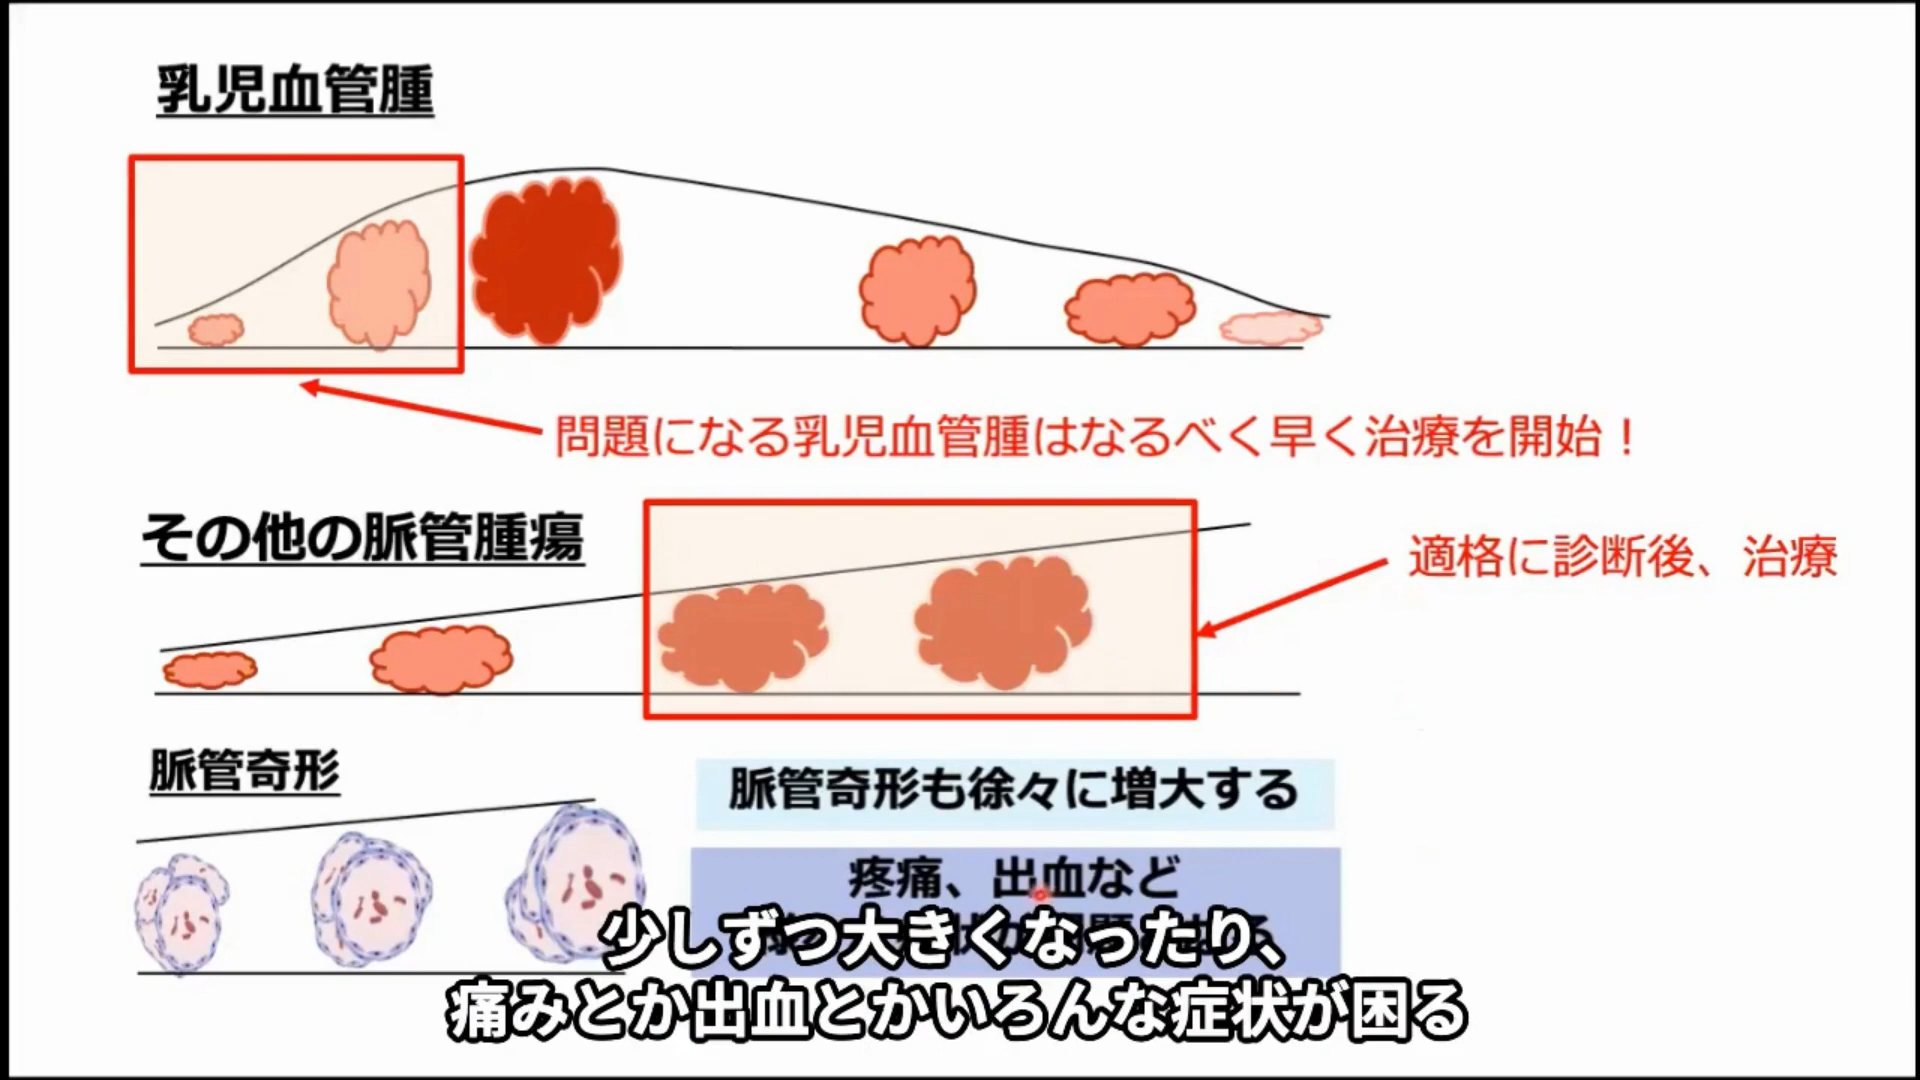 乳児血管腫
問題になる乳児血管腫はなるべく早く治療を開始！
その他の脈管腫瘍
適格に診断後、治療
脈管奇形
脈管奇形も徐々に増大する
疼痛、出血など
少しずつ大きくなったり、
痛みとか出血とかいろんな症状が困る